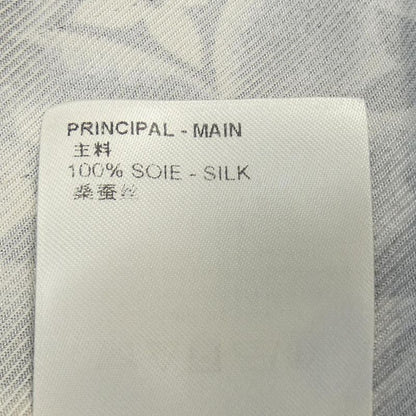 PRINCIPAL - MAIN
主料
100% SOIE - SILK
桑蚕丝